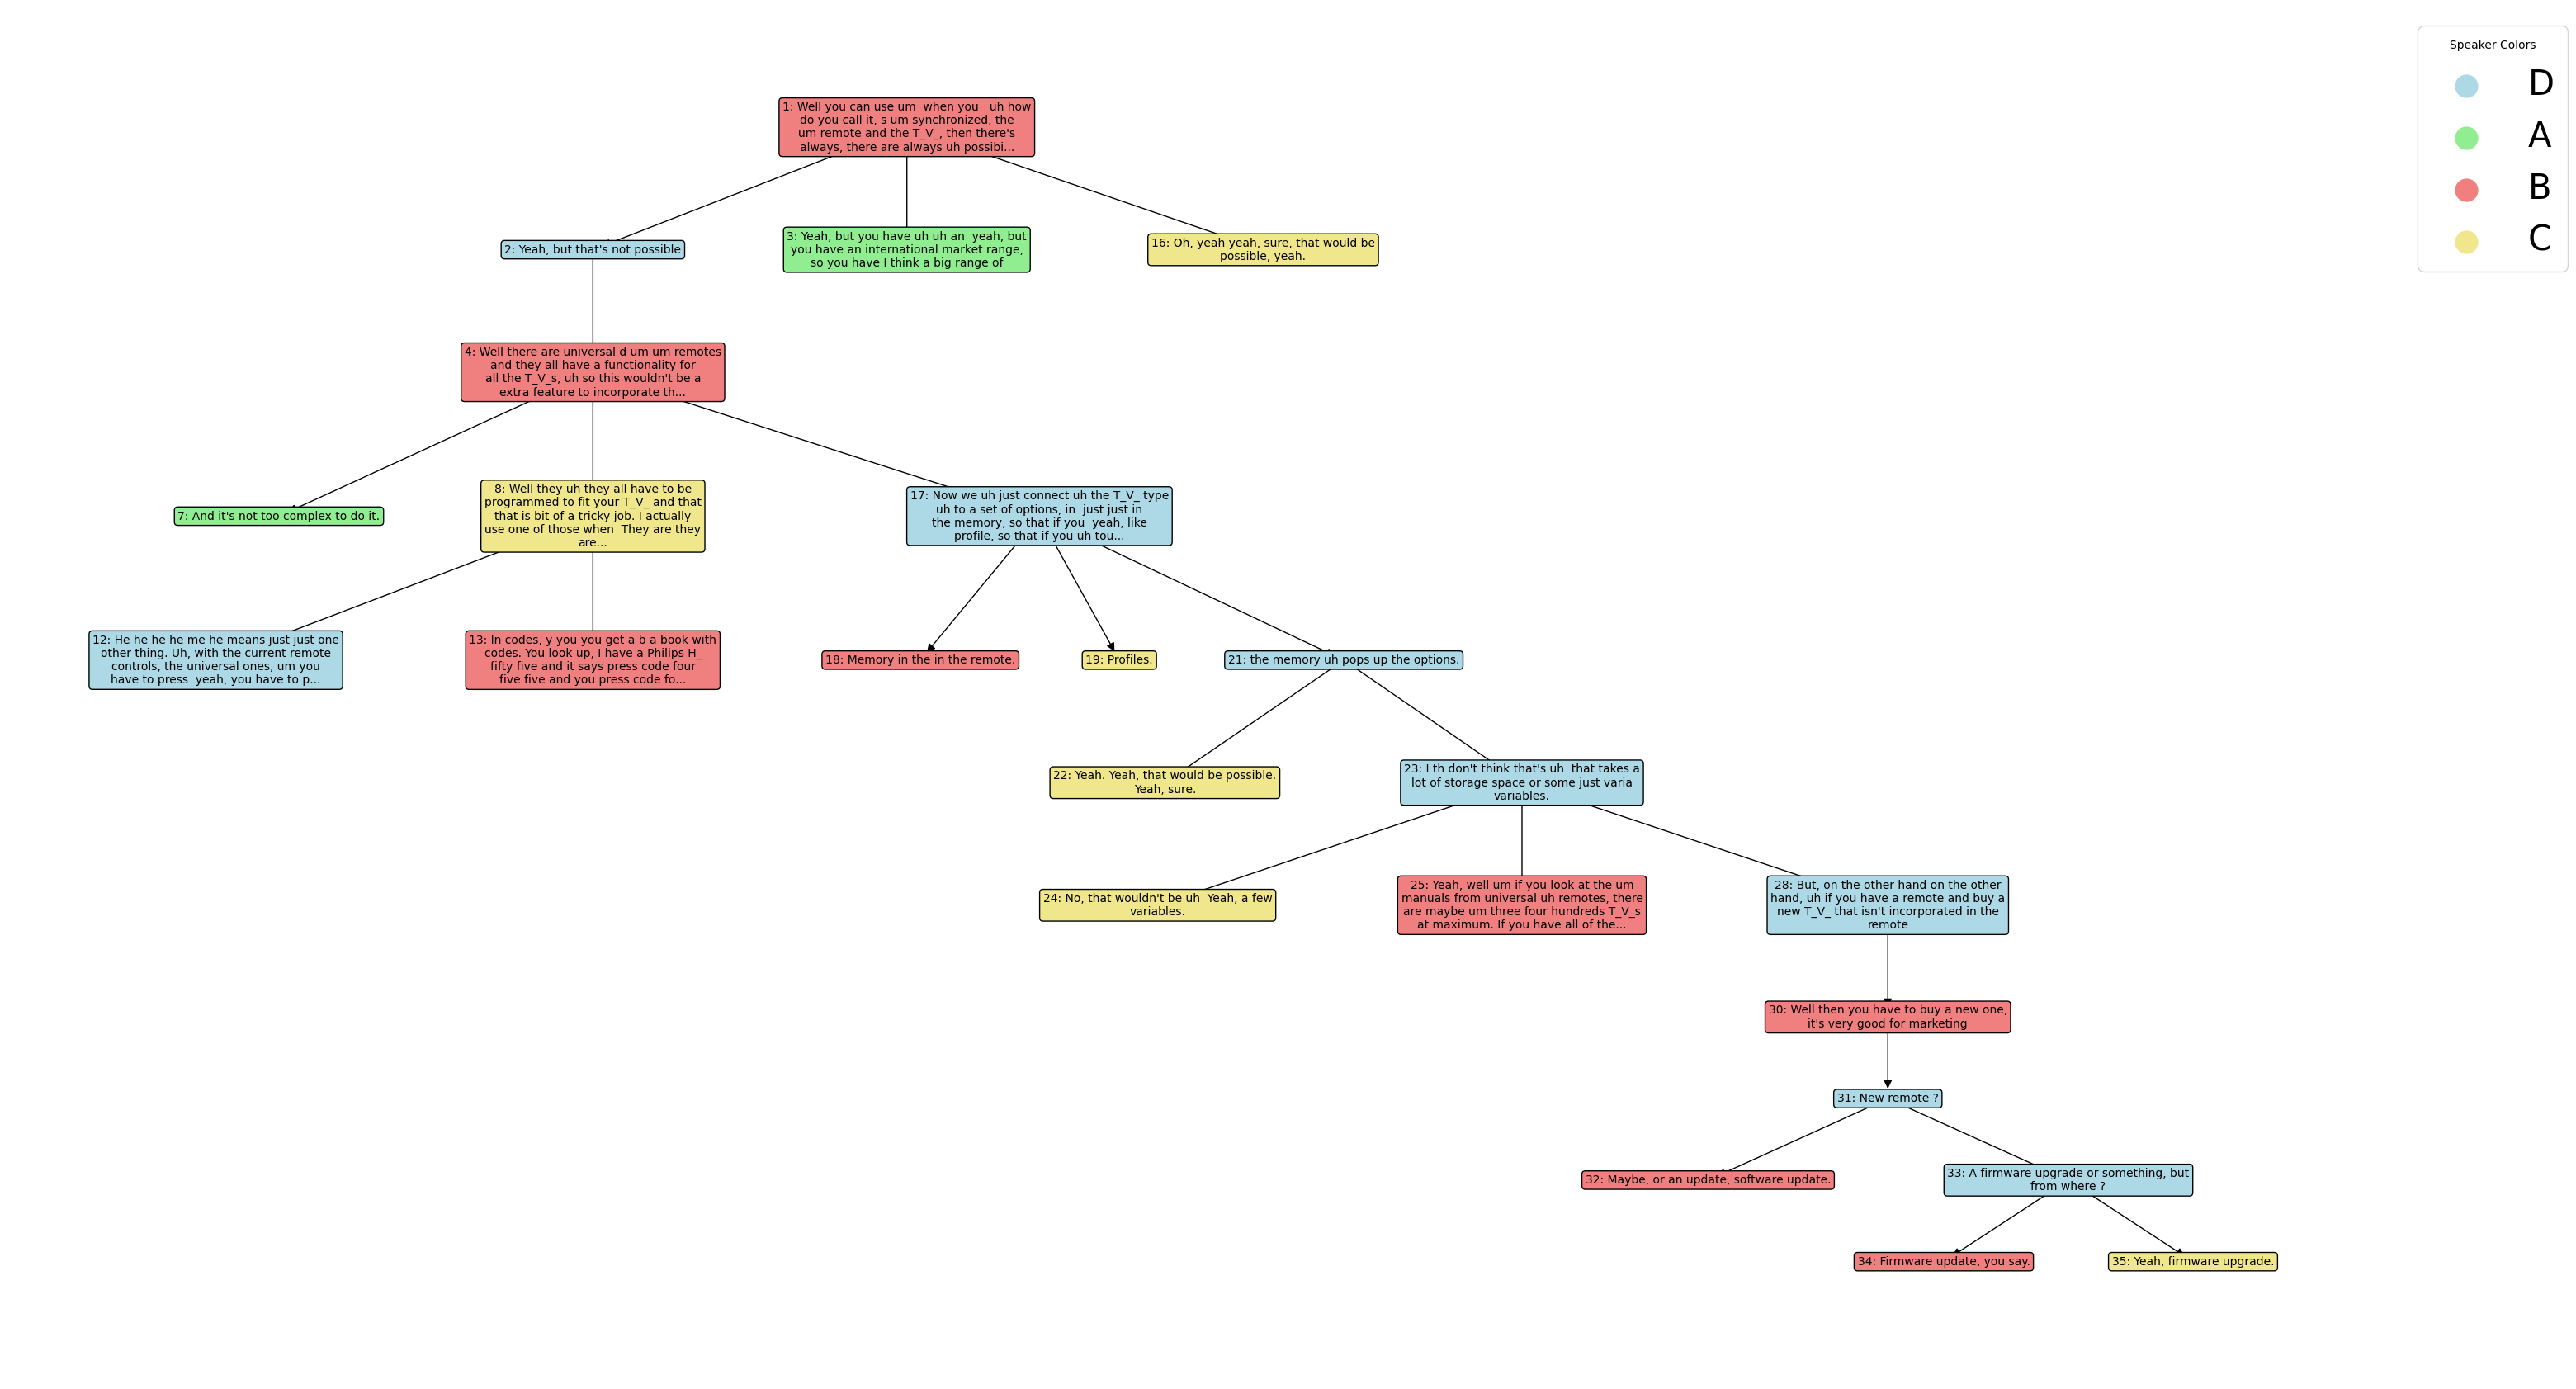 Speaker Colors
D
A
B
C
1: Well you can use um  when you   uh how
do you call it, s um synchronized, the
um remote and the T_V_, then there's
always, there are always uh possibi...
2: Yeah, but that's not possible
3: Yeah, but you have uh uh an  yeah, but
you have an international market range,
so you have I think a big range of
16: Oh, yeah yeah, sure, that would be
possible, yeah.
4: Well there are universal d um um remotes
and they all have a functionality for
all the T_V_s, uh so this wouldn't be a
extra feature to incorporate th...
7: And it's not too complex to do it.
8: Well they uh they all have to be
programmed to fit your T_V_ and that
that is bit of a tricky job. I actually
use one of those when  They are they
are...
17: Now we uh just connect uh the T_V_ type
uh to a set of options, in  just just in
the memory, so that if you  yeah, like
profile, so that if you uh tou...
12: He he he he me he means just just one
other thing. Uh, with the current remote
controls, the universal ones, um you
have to press  yeah, you have to p...
13: In codes, y you you get a b a book with
codes. You look up, I have a Philips H_
fifty five and it says press code four
five five and you press code fo...
18: Memory in the in the remote.
19: Profiles.
21: the memory uh pops up the options.
22: Yeah. Yeah, that would be possible.
Yeah, sure.
23: I th don't think that's uh  that takes a
lot of storage space or some just varia
variables.
24: No, that wouldn't be uh  Yeah, a few
variables.
25: Yeah, well um if you look at the um
manuals from universal uh remotes, there
are maybe um three four hundreds T_V_s
at maximum. If you have all of the...
28: But, on the other hand on the other
hand, uh if you have a remote and buy a
new T_V_ that isn't incorporated in the
remote
30: Well then you have to buy a new one,
it's very good for marketing
31: New remote ?
32: Maybe, or an update, software update.
33: A firmware upgrade or something, but
from where ?
34: Firmware update, you say.
35: Yeah, firmware upgrade.